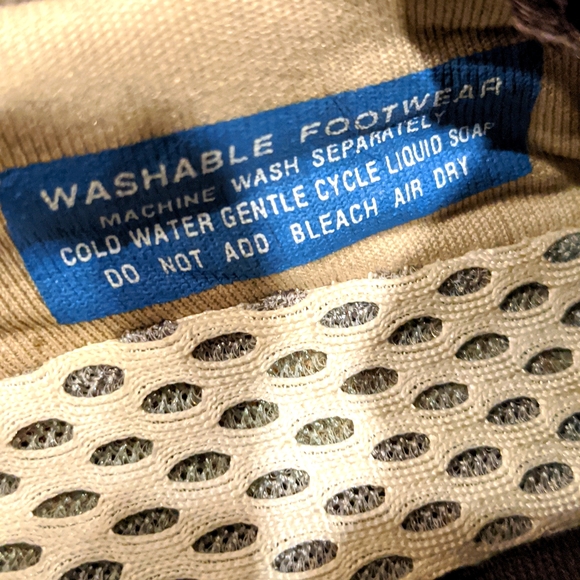 WASHABLE FOOTWEAR
MACHINE WASH SEPARATELY
COLD WATER GENTLE CYCLE LIQUID SOAP
DO NOT ADD BLEACH AIR DRY